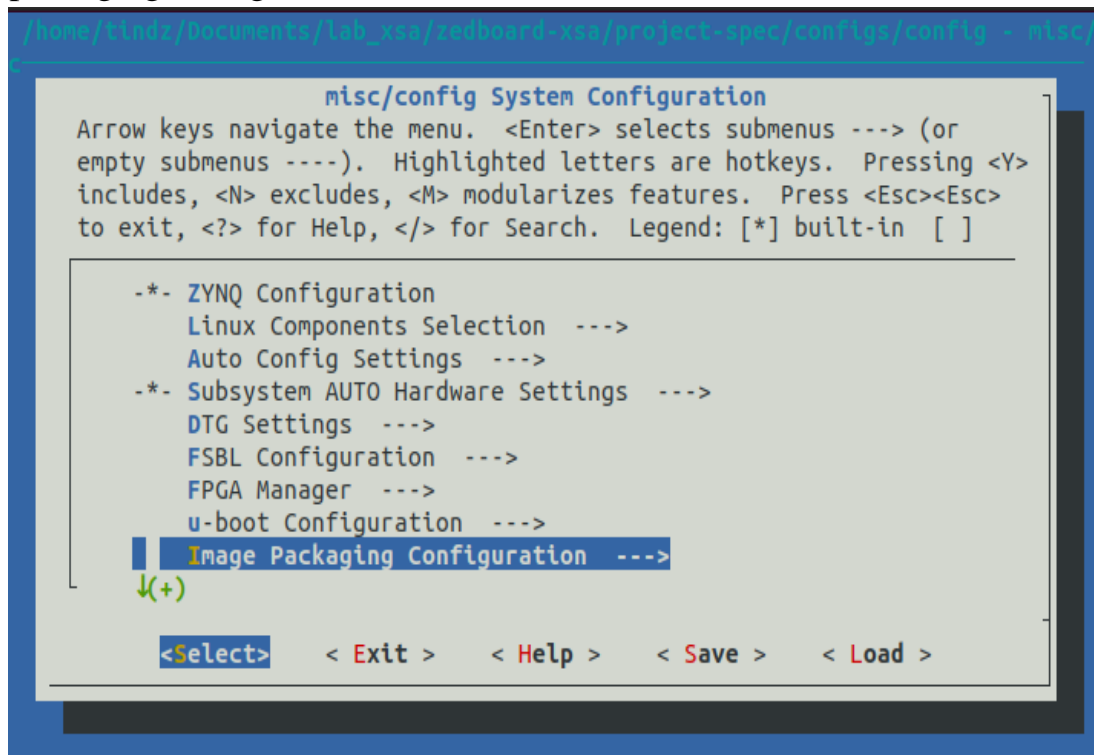 /home/tindz/Documents/lab_xsa/zedboard-xsa/project-spec/configs/config - misc/
c
misc/config System Configuration
Arrow keys navigate the menu.  <Enter> selects submenus ---> (or
empty submenus ----).  Highlighted letters are hotkeys.  Pressing <Y>
includes, <N> excludes, <M> modularizes features.  Press <Esc><Esc>
to exit, <?> for Help, </> for Search.  Legend: [*] built-in  [ ]
-*- ZYNQ Configuration
Linux Components Selection  --->
Auto Config Settings  --->
-*- Subsystem AUTO Hardware Settings  --->
DTG Settings  --->
FSBL Configuration  --->
FPGA Manager  --->
u-boot Configuration  --->
Image Packaging Configuration  --->
↓(+)
<Select>    < Exit >    < Help >    < Save >    < Load >